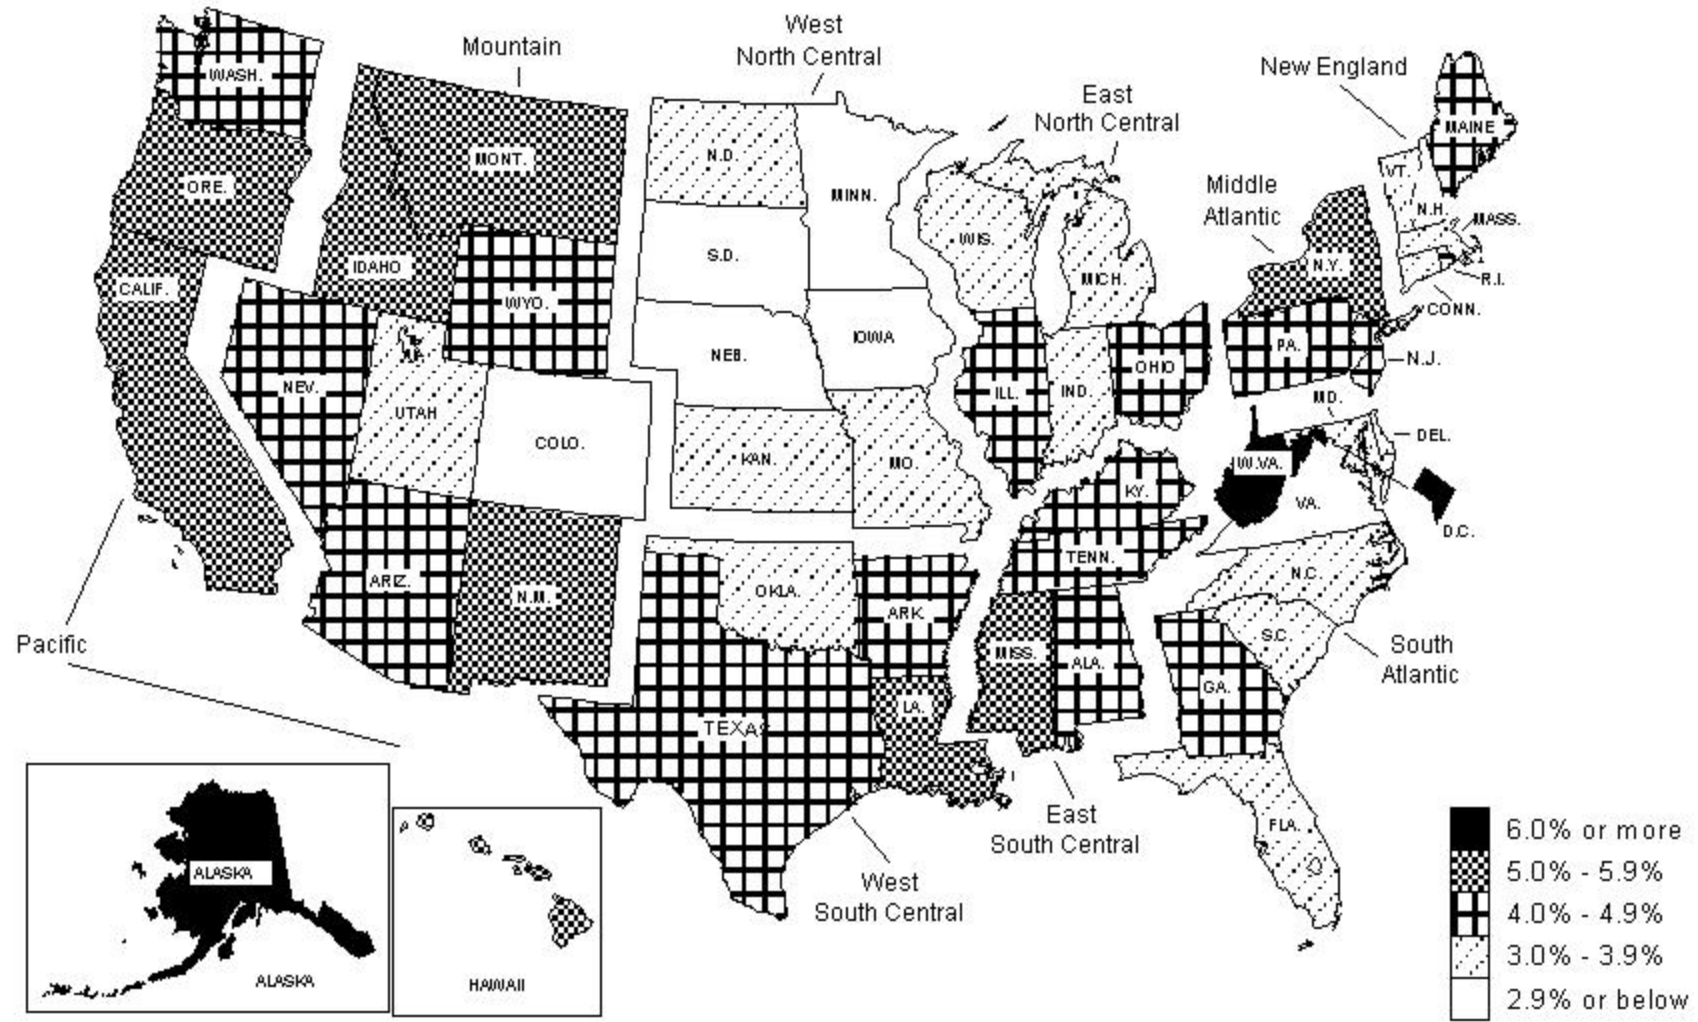 Mountain
West
North Central
New England
East
North Central
Middle
Atlantic
South
Atlantic
East
South Central
West
South Central
Pacific
WASH.
ORE.
CALIF.
MONT.
IDAHO
WYO.
NEV.
UTAH
COLO.
ARIZ.
N.M.
N.D.
S.D.
NEB.
KAN.
MINN.
IOWA
MO.
WIS.
MICH.
ILL.
IND.
OHIO
OKLA.
TEXAS
ARK.
LA.
KY.
TENN.
MISS.
ALA.
MAINE
VT.
N.H.
MASS.
R.I.
CONN.
N.Y.
PA.
N.J.
MD.
DEL.
W.VA.
VA.
D.C.
N.C.
S.C.
GA.
FLA.
ALASKA
ALASKA
HAWAII
6.0% or more
5.0% - 5.9%
4.0% - 4.9%
3.0% - 3.9%
2.9% or below